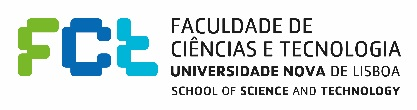 FCt
FACULDADE DE
CIÊNCIAS E TECNOLOGIA
UNIVERSIDADE NOVA DE LISBOA
SCHOOL OF SCIENCE AND TECHNOLOGY